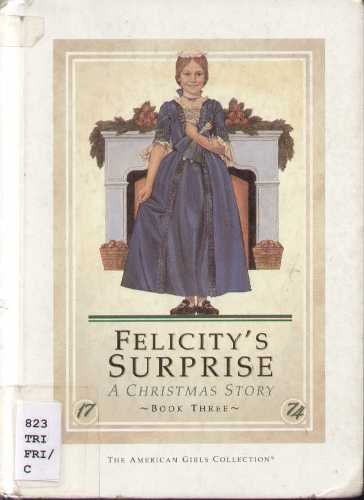 FELICITY'S
SURPRISE
A CHRISTMAS STORY
~ BOOK THREE ~
17
74
823
TRI
FRI/
C
THE AMERICAN GIRLS COLLECTION®